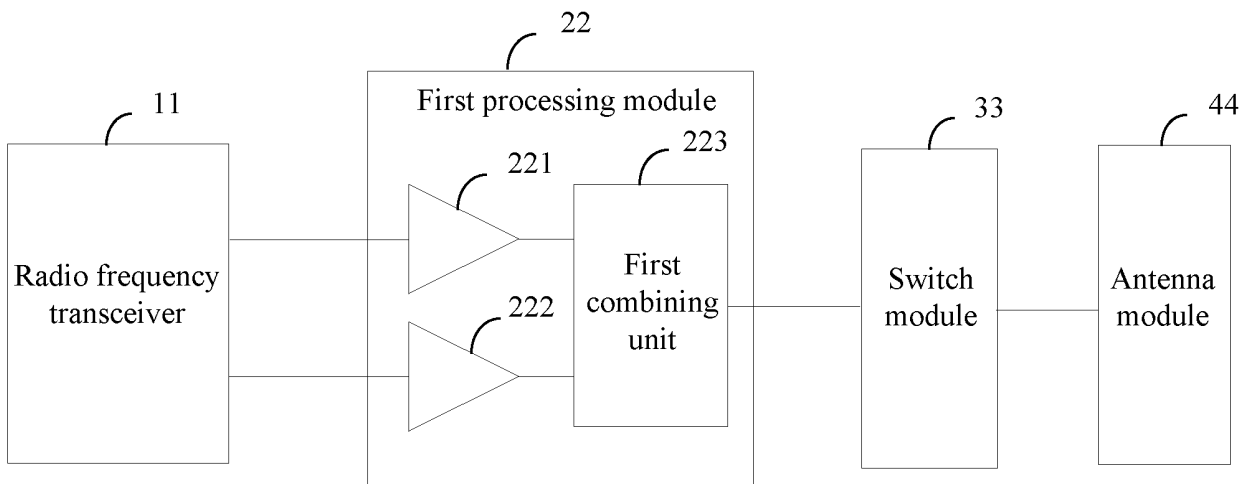 22
First processing module
11
33
44
223
221
Radio frequency
transceiver
First
combining
unit
Switch
module
Antenna
module
222